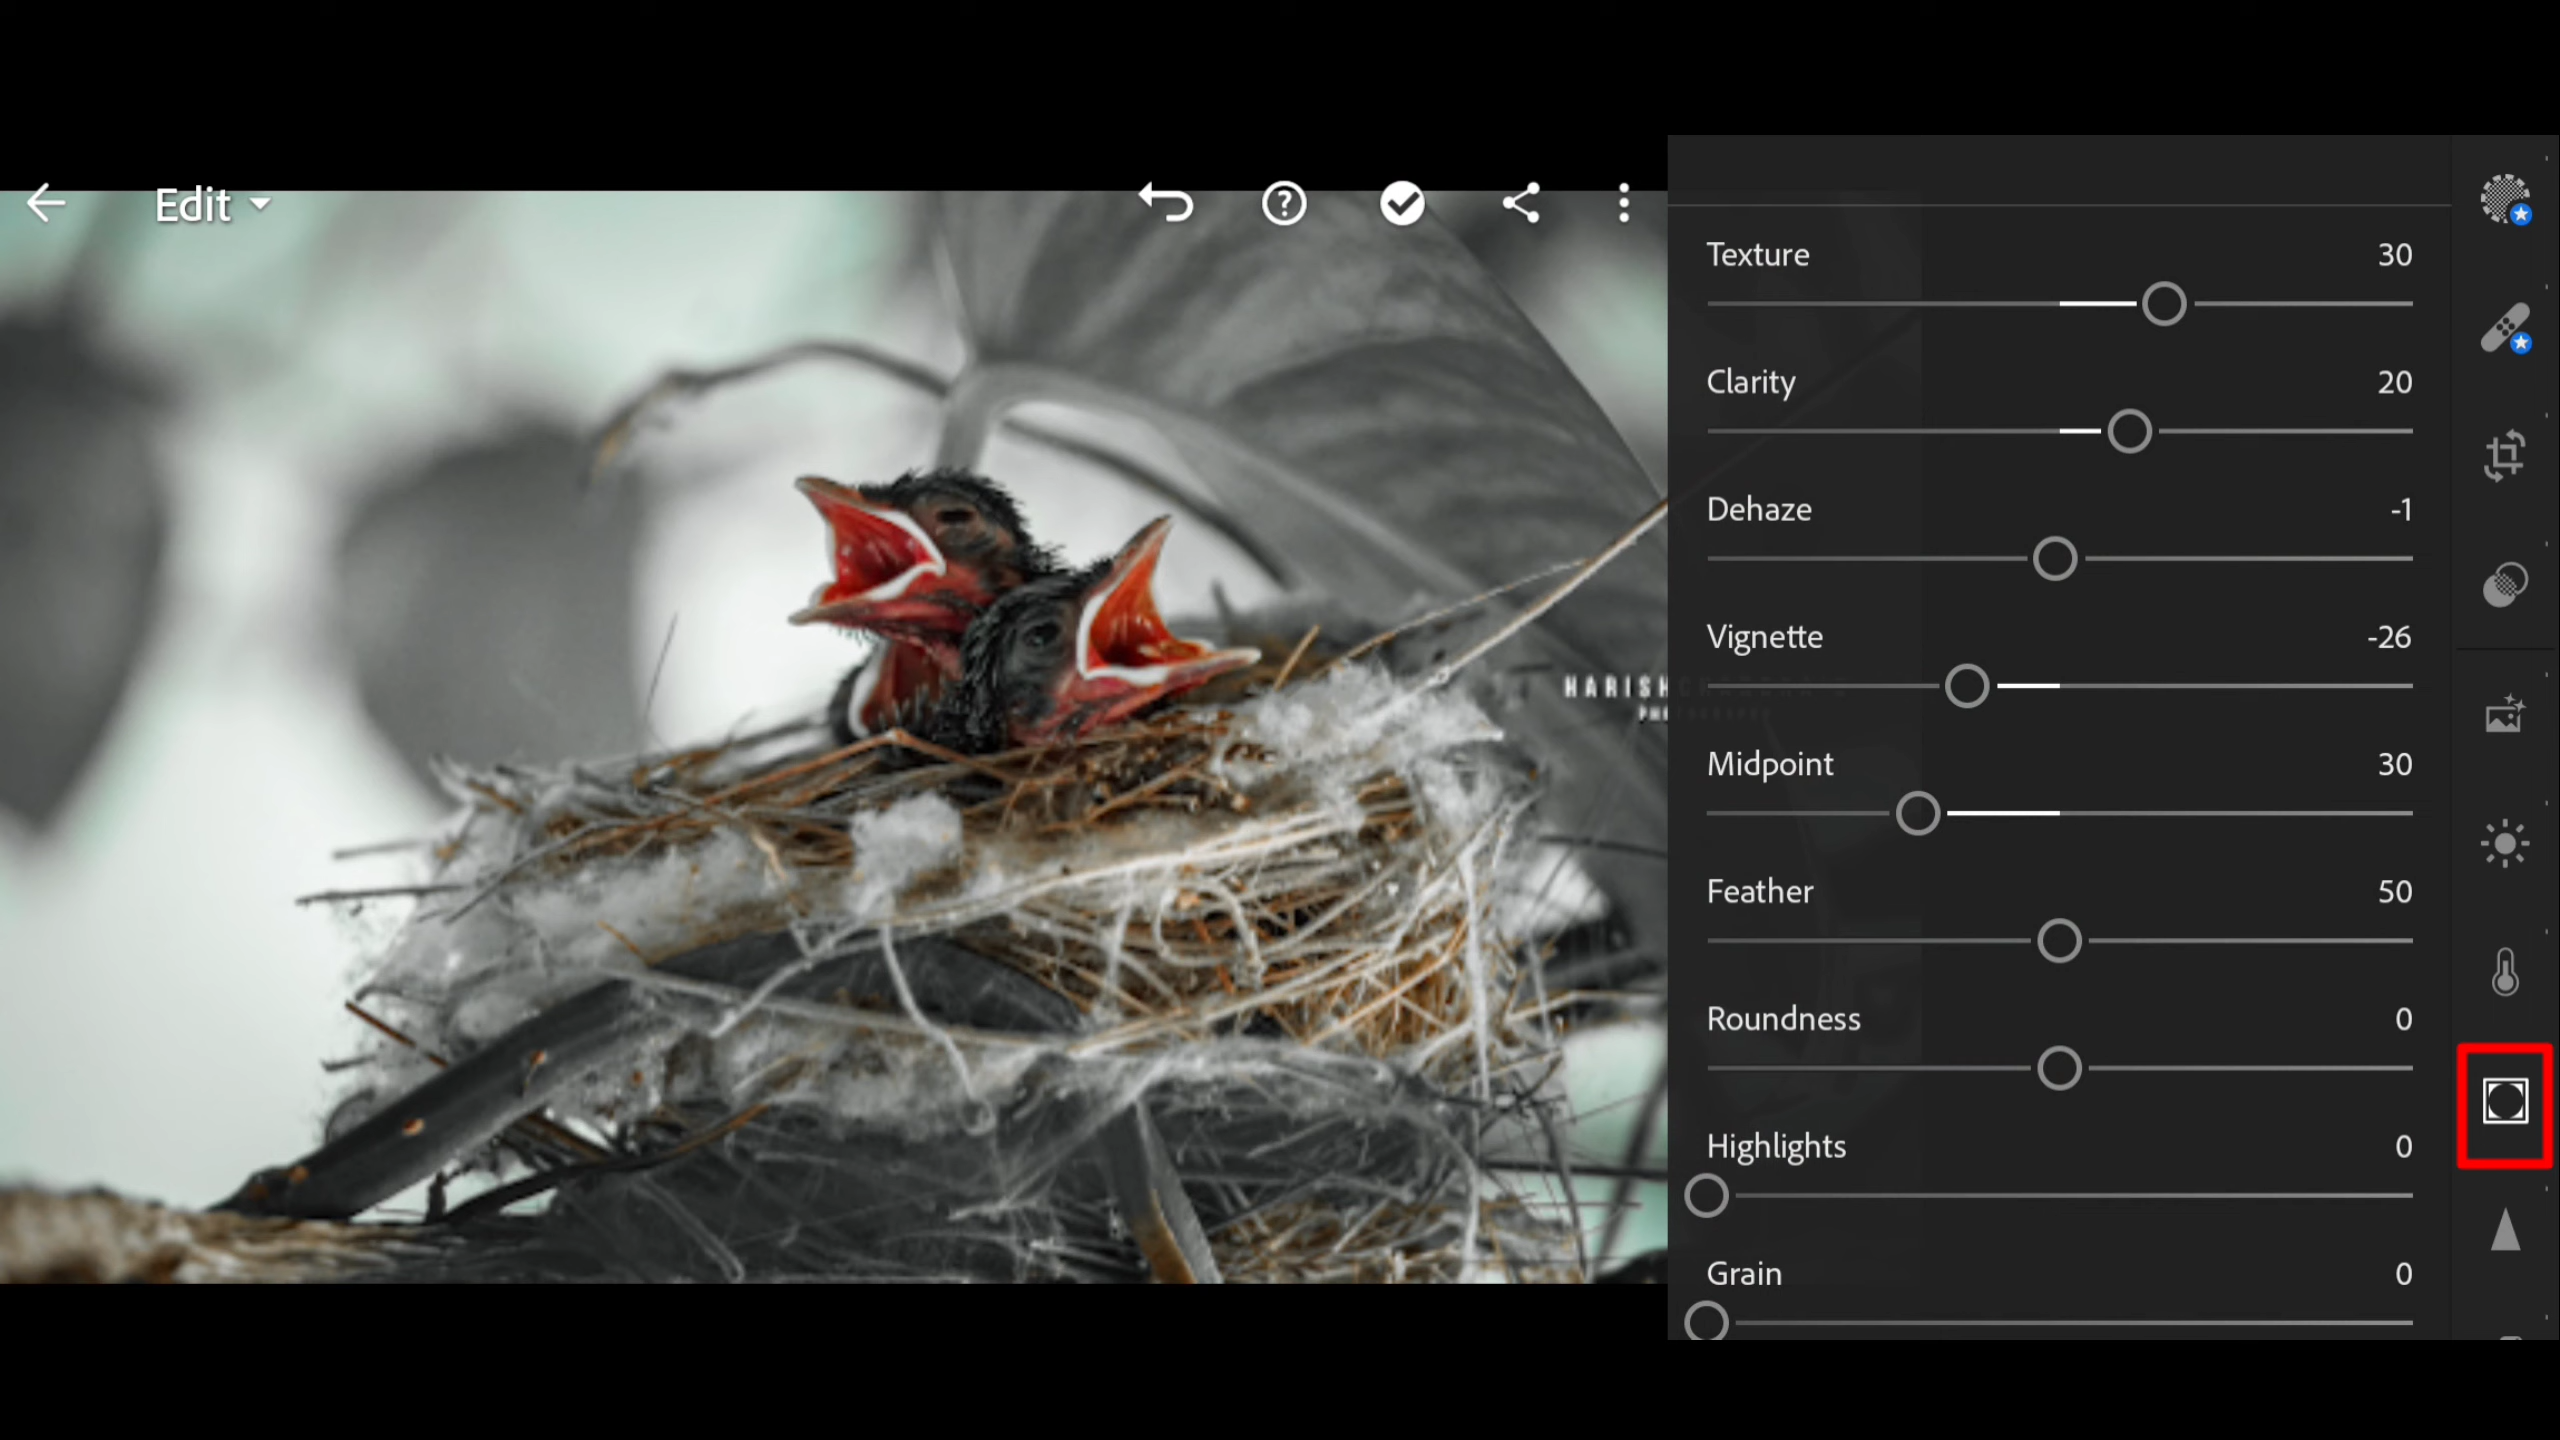 Edit
Texture 30
Clarity 20
Dehaze -1
Vignette -26
HARISH
Midpoint 30
Feather 50
Roundness 0
Highlights 0
Grain 0